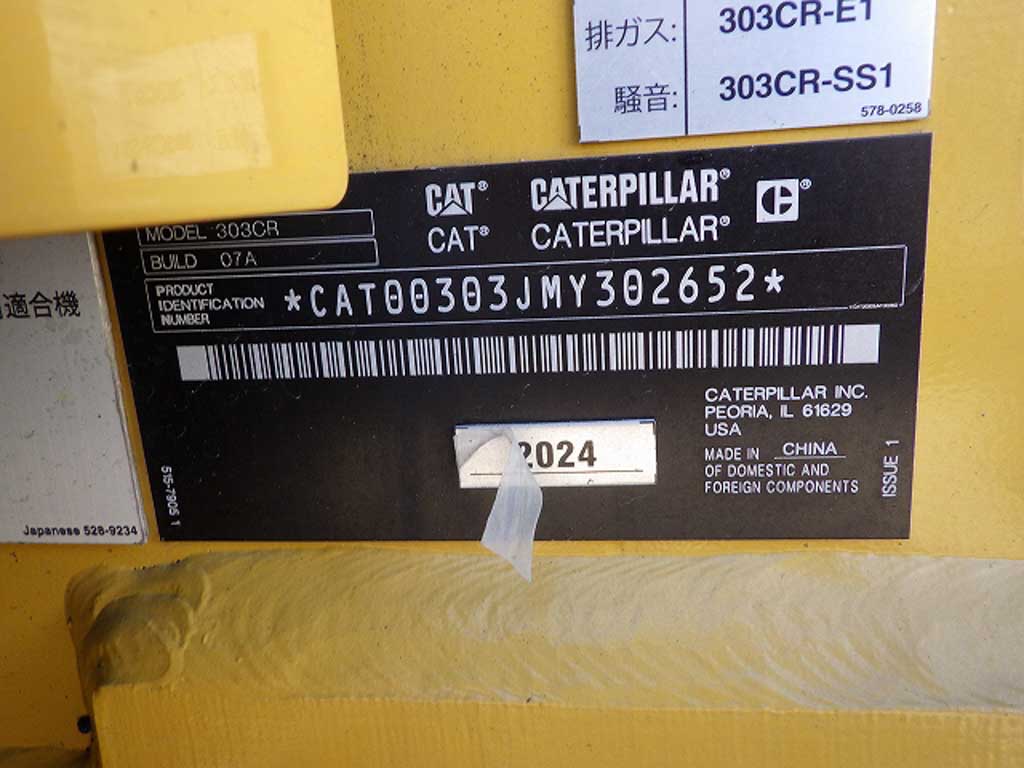 排ガス: 303CR-E1
騒音: 303CR-SS1
578-0258
CAT® CATERPILLAR® ®
CAT® CATERPILLAR®
MODEL 303CR
BUILD 07A
PRODUCT
IDENTIFICATION
NUMBER
*CAT00303JMY302652*
適合機
CATERPILLAR INC.
PEORIA, IL 61629
USA
2024
MADE IN CHINA
OF DOMESTIC AND
FOREIGN COMPONENTS
ISSUE 1
515-7905 1
Japanese 528-9234